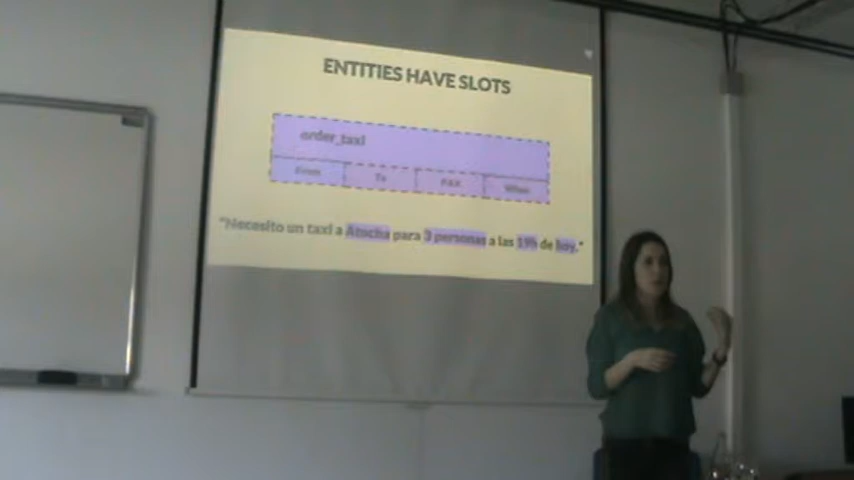 ENTITIES HAVE SLOTS
order_taxi
From To PAX When
"Necesito un taxi a Atocha para 3 personas a las 19h de hoy."